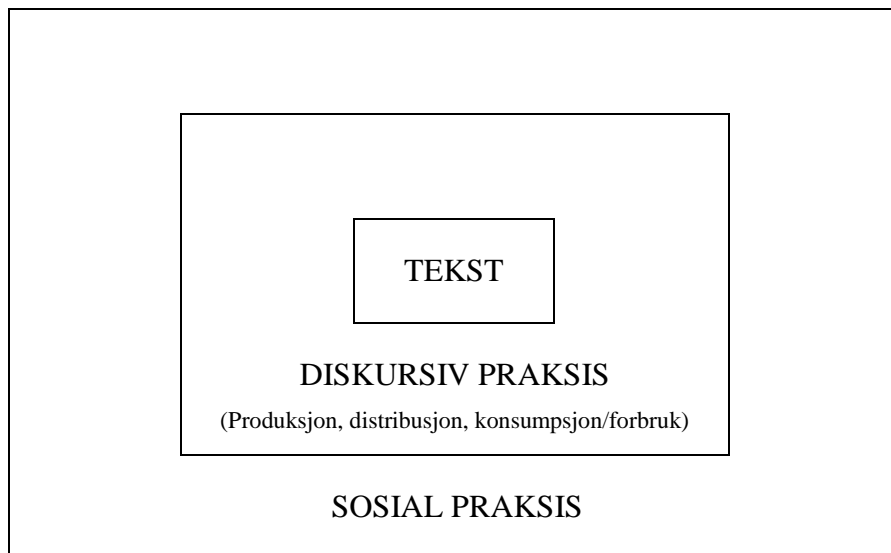 TEKST
DISKURSIV PRAKSIS
(Produksjon, distribusjon, konsumpsjon/forbruk)
SOSIAL PRAKSIS